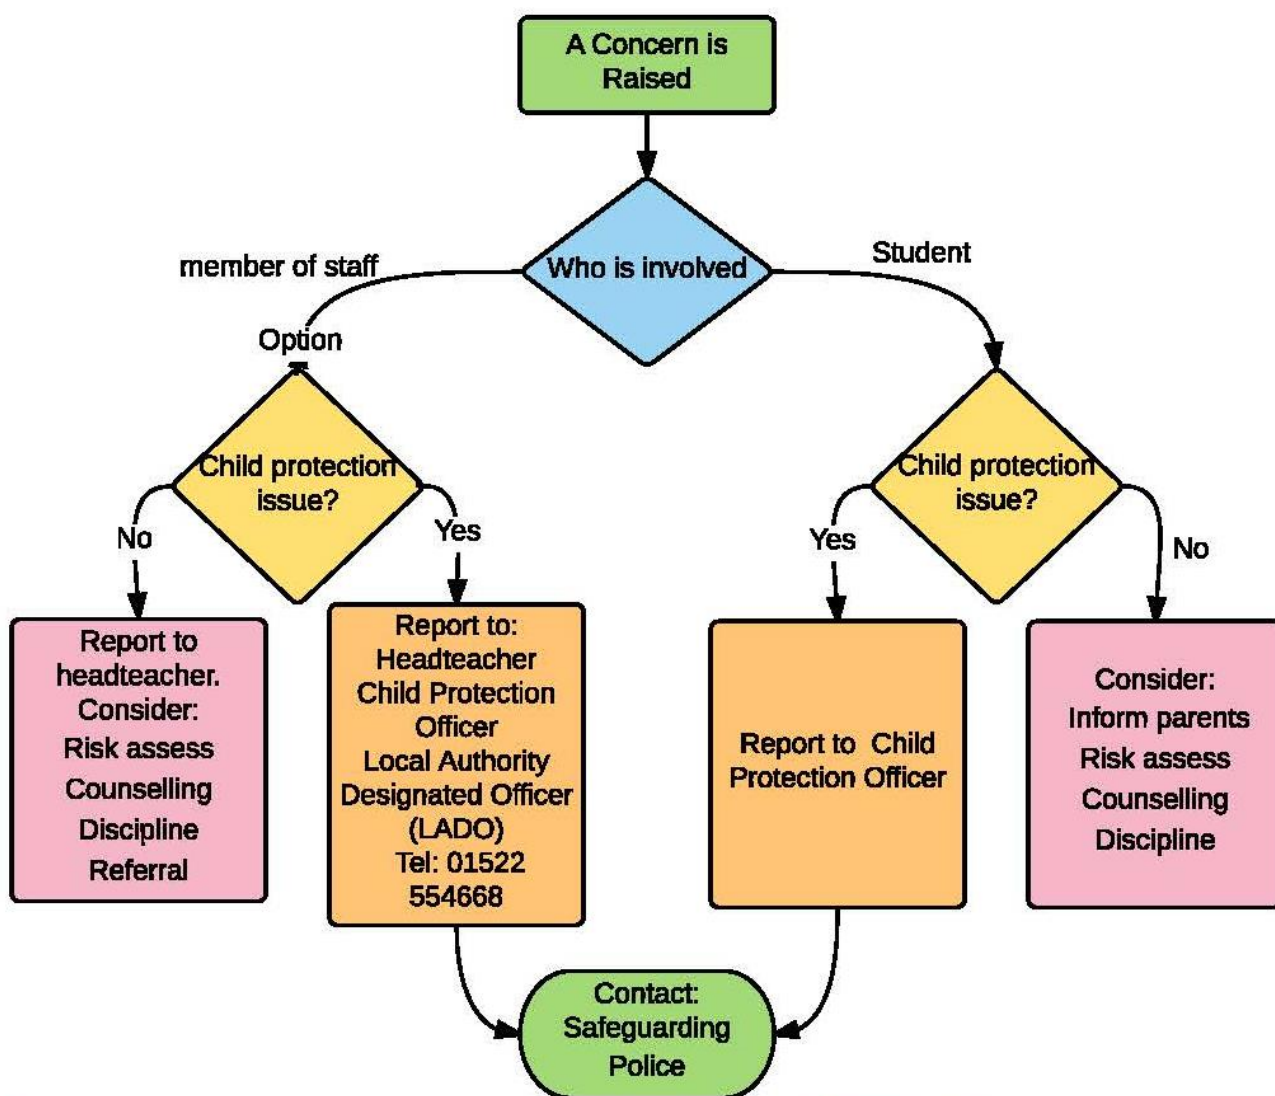 A Concern is
Raised
Who is involved
member of staff
Student
Option
Child protection
issue?
Child protection
issue?
No
Yes
Yes
No
Report to
headteacher.
Consider:
Risk assess
Counselling
Discipline
Referral
Report to:
Headteacher
Child Protection
Officer
Local Authority
Designated Officer
(LADO)
Tel: 01522
554668
Report to Child
Protection Officer
Consider:
Inform parents
Risk assess
Counselling
Discipline
Contact:
Safeguarding
Police